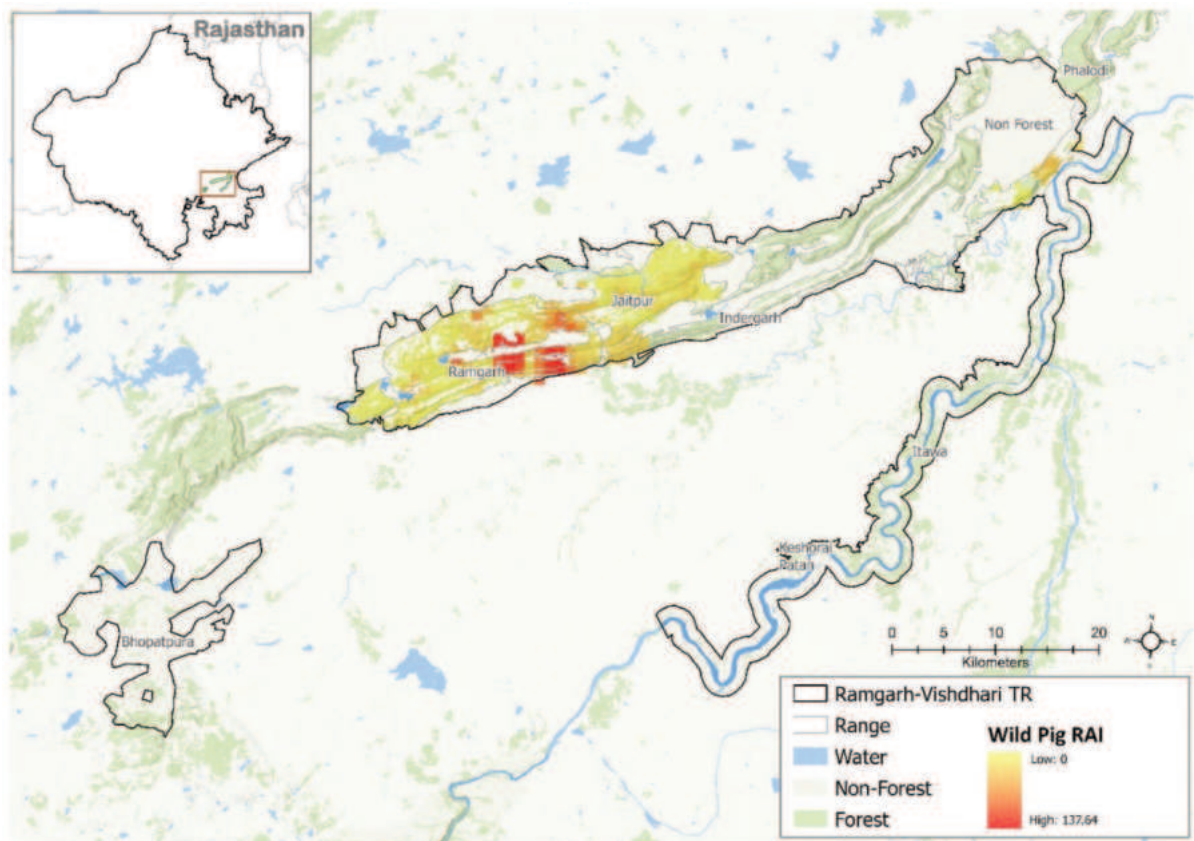 Rajasthan
Phalodi
Non Forest
Jaitpur
Indergarh
Ramgarh
Itawa
Keshorai
Patan
Bhopatpura
0 5 10 20
Kilometers
N
W E
S
Ramgarh-Vishdhari TR
Range
Water
Non-Forest
Forest
Wild Pig RAI
Low: 0
High: 137.64